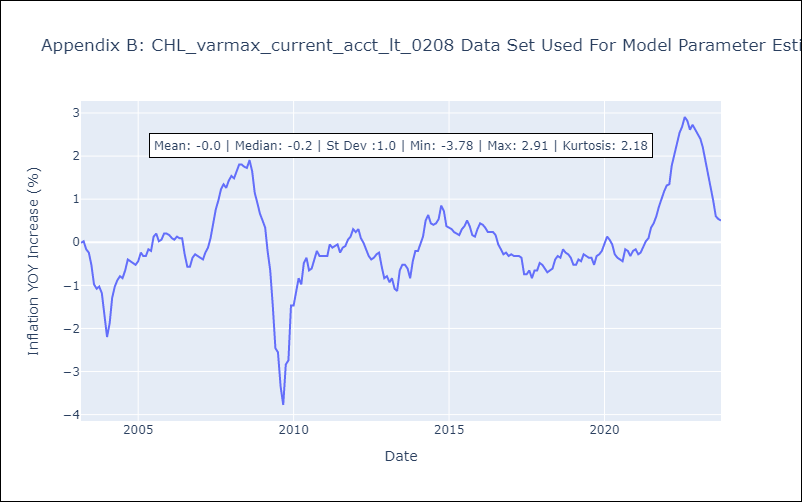 Appendix B: CHL_varmax_current_acct_lt_0208 Data Set Used For Model Parameter
Mean: -0.0 | Median: -0.2 | St Dev :1.0 | Min: -3.78 | Max: 2.91 | Kurtosis: 2.18
Inflation YOY Increase (%)
3
2
1
0
−1
−2
−3
−4
2005 2010 2015 2020
Date